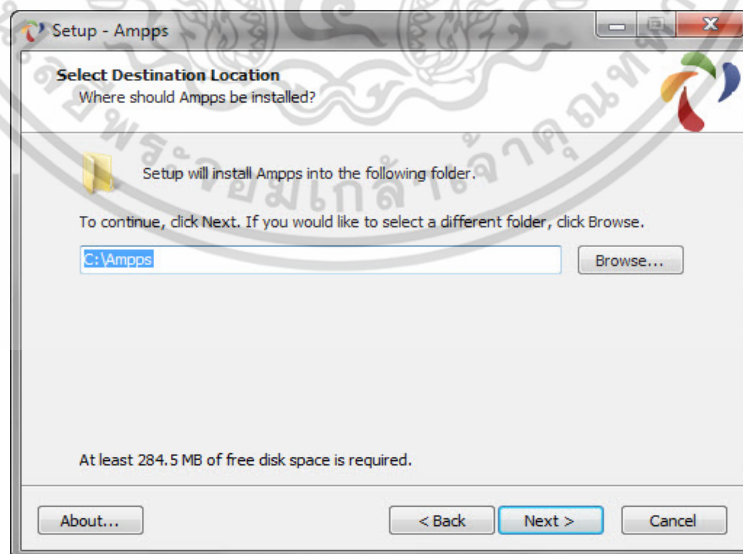 Setup - Ampps
Select Destination Location
Where should Ampps be installed?
Setup will install Ampps into the following folder.
To continue, click Next. If you would like to select a different folder, click Browse.
C:\Ampps
Browse...
At least 284.5 MB of free disk space is required.
About...
< Back
Next >
Cancel